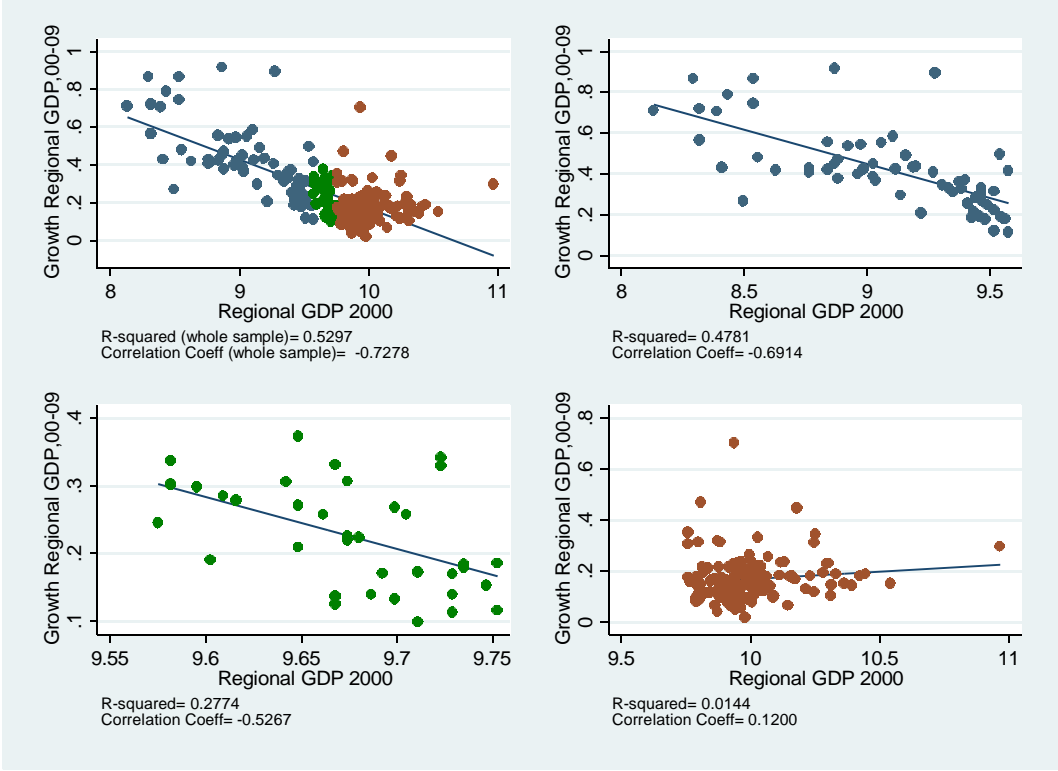 Growth Regional GDP,00-09
1
.8
.6
.4
.2
0
8
9
10
11
Regional GDP 2000
R-squared (whole sample)= 0.5297
Correlation Coeff (whole sample)=  -0.7278
Growth Regional GDP,00-09
1
.8
.6
.4
.2
0
8
8.5
9
9.5
Regional GDP 2000
R-squared= 0.4781
Correlation Coeff= -0.6914
Growth Regional GDP,00-09
.4
.3
.2
.1
9.55
9.6
9.65
9.7
9.75
Regional GDP 2000
R-squared= 0.2774
Correlation Coeff= -0.5267
Growth Regional GDP,00-09
.8
.6
.4
.2
0
9.5
10
10.5
11
Regional GDP 2000
R-squared= 0.0144
Correlation Coeff= 0.1200